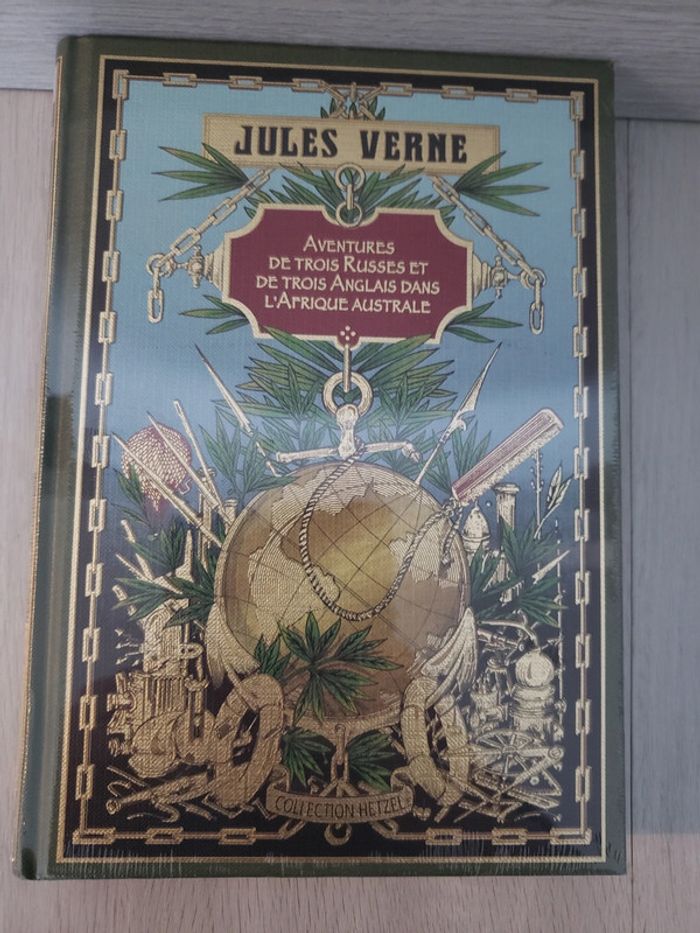 JULES VERNE
AVENTURES
DE TROIS RUSSES ET
DE TROIS ANGLAIS DANS
L'AFRIQUE AUSTRALE
COLLECTION HETZEL